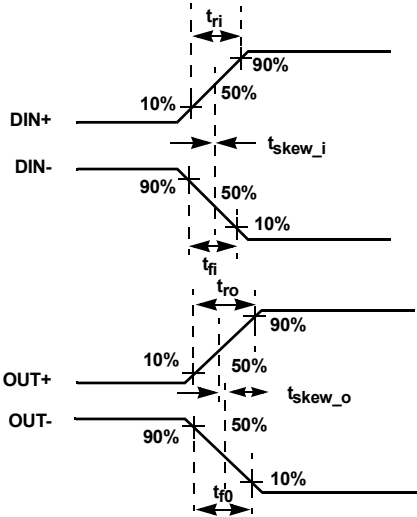 tri
90%
10%
50%
DIN+
tskew_i
DIN-
90%
50%
10%
tfi
tro
90%
10%
50%
OUT+
tskew_o
OUT-
90%
50%
10%
tf0